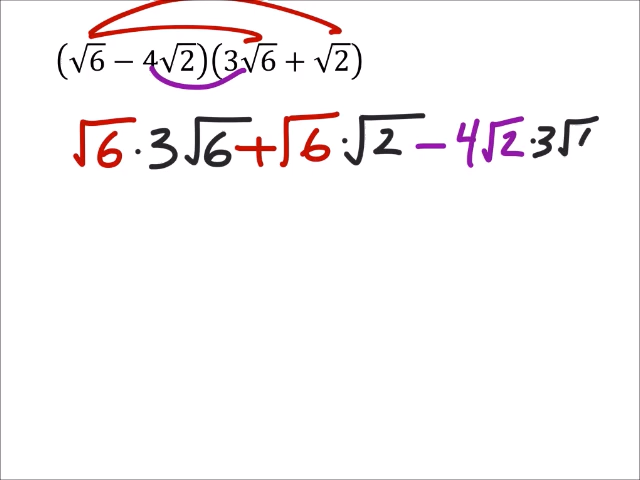 (√6 − 4√2)(3√6 + √2)
√6 · 3√6 + √6 · √2 − 4√2 · 3√